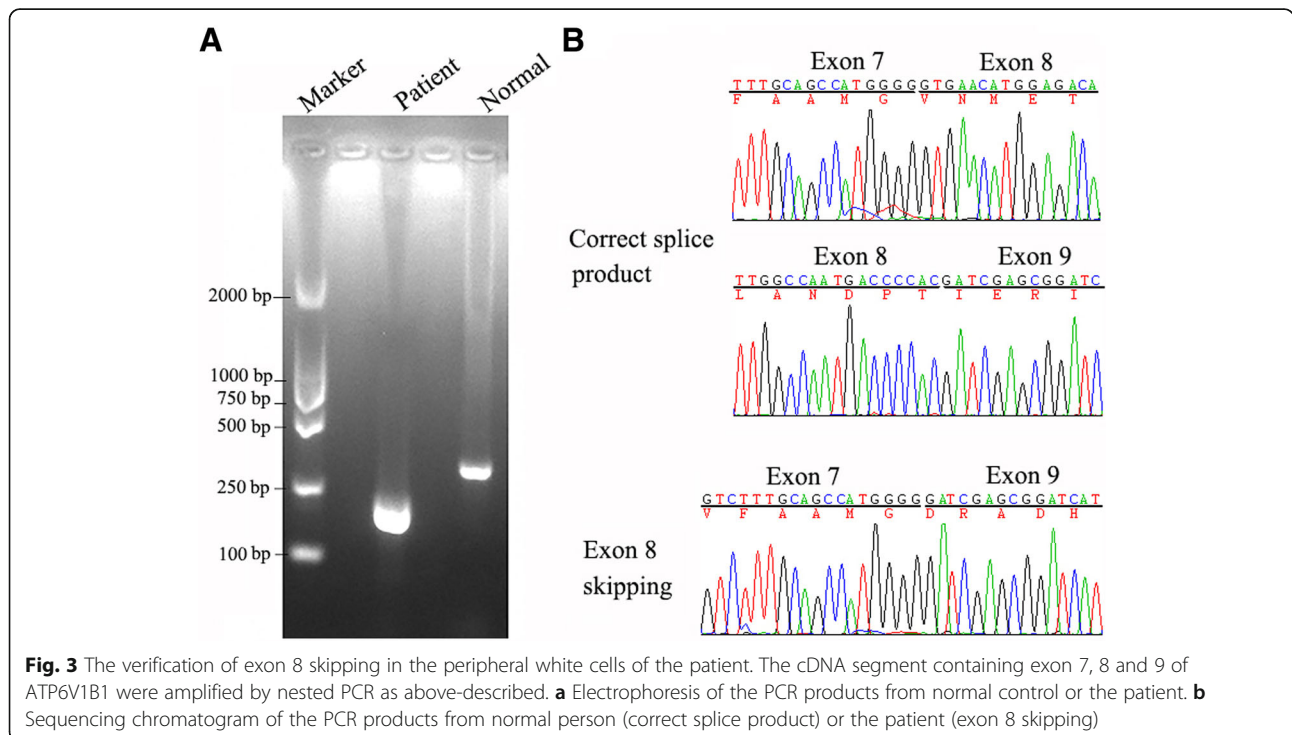 A
B
Marker
Patient
Normal
2000 bp
1000 bp
750 bp
500 bp
250 bp
100 bp
Correct splice
product
Exon 7 Exon 8
TTTGCAGCCATGGGGGTGAACATGGAGACA
F A A M G V N M E T
Exon 8 Exon 9
TTGGCCAATGACCCCACGATCGAGCGGATC
L A N D P T I E R I
Exon 8
skipping
Exon 7 Exon 9
GTCTTTGCAGCCATGGGGGATCGAGCGGATCAT
V F A A M G D R A D H
Fig. 3 The verification of exon 8 skipping in the peripheral white cells of the patient. The cDNA segment containing exon 7, 8 and 9 of
ATP6V1B1 were amplified by nested PCR as above-described. a Electrophoresis of the PCR products from normal control or the patient. b
Sequencing chromatogram of the PCR products from normal person (correct splice product) or the patient (exon 8 skipping)